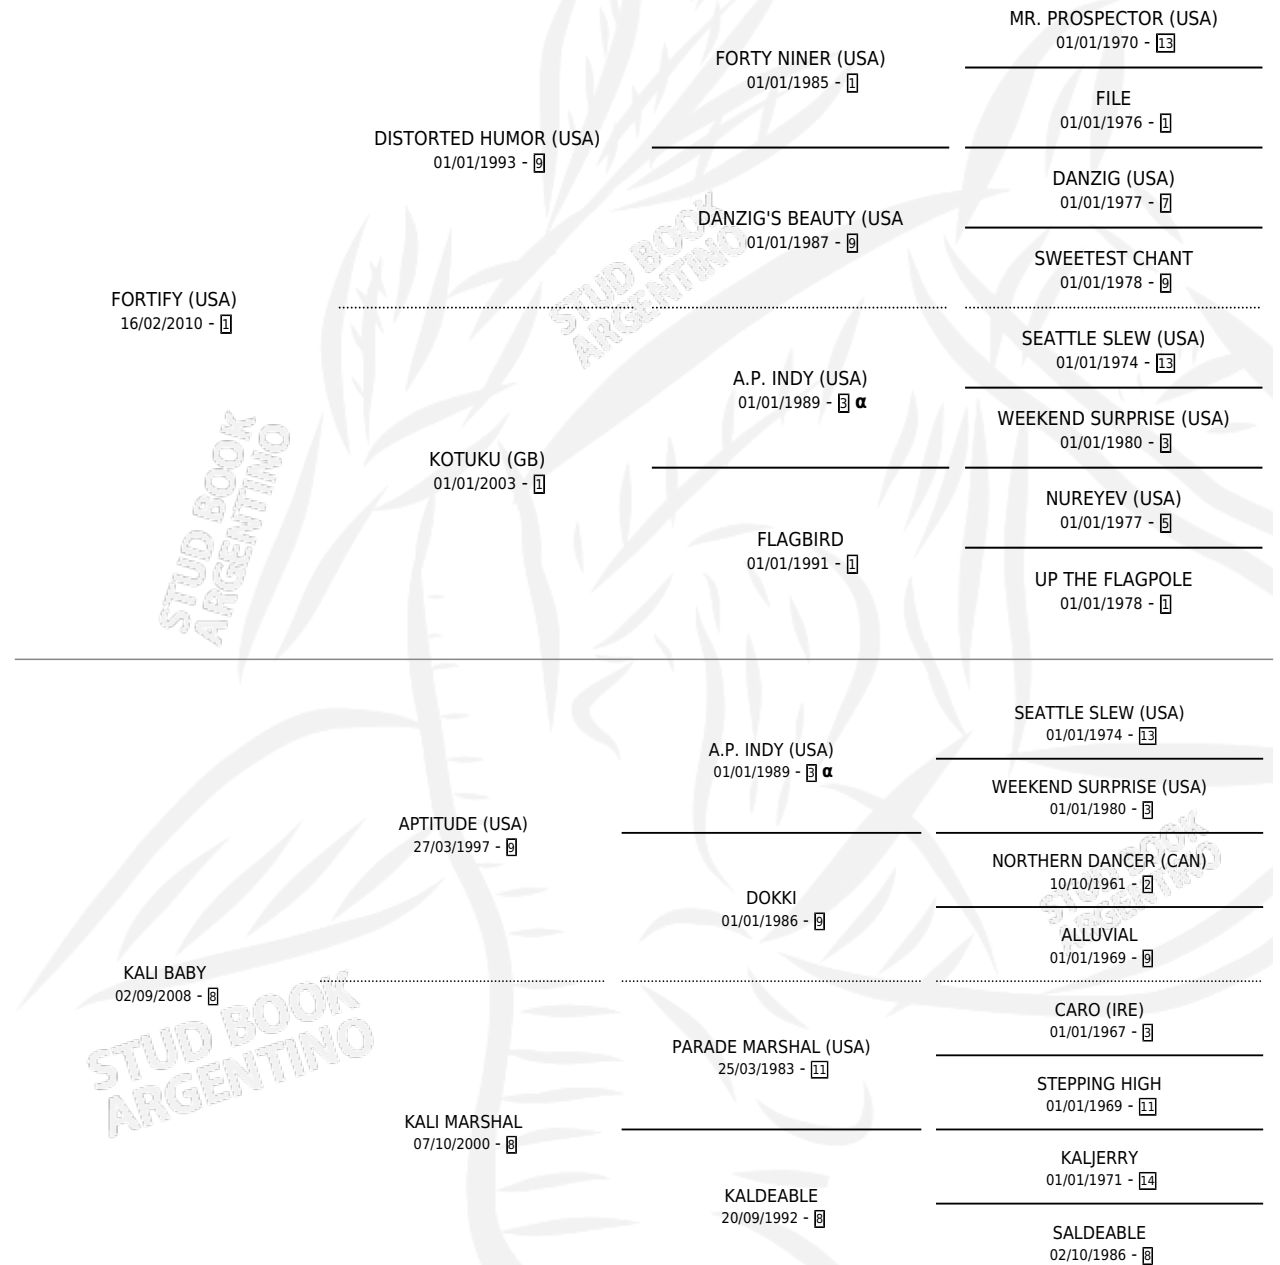 MR. PROSPECTOR (USA)
01/01/1970 - 13
FORTY NINER (USA)
01/01/1985 - 1
FILE
01/01/1976 - 1
DISTORTED HUMOR (USA)
01/01/1993 - 9
DANZIG (USA)
01/01/1977 - 7
DANZIG'S BEAUTY (USA
01/01/1987 - 9
SWEETEST CHANT
01/01/1978 - 9
STUD BOOK
ARGENTINO
FORTIFY (USA)
16/02/2010 - 1
SEATTLE SLEW (USA)
01/01/1974 - 13
A.P. INDY (USA)
01/01/1989 - 3 α
WEEKEND SURPRISE (USA)
01/01/1980 - 3
KOTUKU (GB)
01/01/2003 - 1
NUREYEV (USA)
01/01/1977 - 5
FLAGBIRD
01/01/1991 - 1
UP THE FLAGPOLE
01/01/1978 - 1
STUD BOOK
ARGENTINO
SEATTLE SLEW (USA)
01/01/1974 - 13
A.P. INDY (USA)
01/01/1989 - 3 α
WEEKEND SURPRISE (USA)
01/01/1980 - 3
APTITUDE (USA)
27/03/1997 - 9
NORTHERN DANCER (CAN)
10/10/1961 - 2
DOKKI
01/01/1986 - 9
ALLUVIAL
01/01/1969 - 9
STUD BOOK
ARGENTINO
KALI BABY
02/09/2008 - 8
CARO (IRE)
01/01/1967 - 3
PARADE MARSHAL (USA)
25/03/1983 - 11
STEPPING HIGH
01/01/1969 - 11
KALI MARSHAL
07/10/2000 - 8
KALJERRY
01/01/1971 - 14
KALDEABLE
20/09/1992 - 8
SALDEABLE
02/10/1986 - 8
STUD BOOK
ARGENTINO